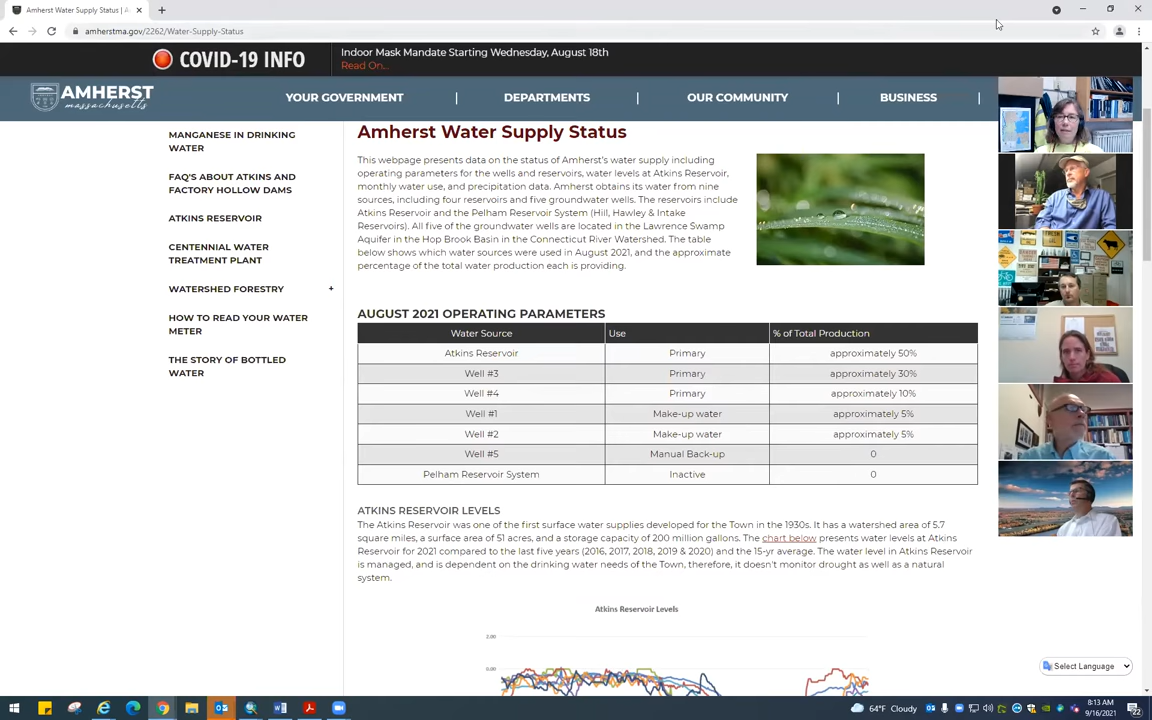 Amherst Water Supply Status | A
amherstma.gov/2262/Water-Supply-Status
COVID-19 INFO
Indoor Mask Mandate Starting Wednesday, August 18th
Read On...
AMHERST
massachusetts
YOUR GOVERNMENT
DEPARTMENTS
OUR COMMUNITY
BUSINESS
MANGANESE IN DRINKING
WATER
FAQ'S ABOUT ATKINS AND
FACTORY HOLLOW DAMS
ATKINS RESERVOIR
CENTENNIAL WATER
TREATMENT PLANT
WATERSHED FORESTRY +
HOW TO READ YOUR WATER
METER
THE STORY OF BOTTLED
WATER
Amherst Water Supply Status
This webpage presents data on the status of Amherst's water supply including
operating parameters for the wells and reservoirs, water levels at Atkins Reservoir,
monthly water use, and precipitation data. Amherst obtains its water from nine
sources, including four reservoirs and five groundwater wells. The reservoirs include
Atkins Reservoir and the Pelham Reservoir System (Hill, Hawley & Intake
Reservoirs). All five of the groundwater wells are located in the Lawrence Swamp
Aquifer in the Hop Brook Basin in the Connecticut River Watershed. The table
below shows which water sources were used in August 2021, and the approximate
percentage of the total water production each is providing.
AUGUST 2021 OPERATING PARAMETERS
Water Source Use % of Total Production
Atkins Reservoir Primary approximately 50%
Well #3 Primary approximately 30%
Well #4 Primary approximately 10%
Well #1 Make-up water approximately 5%
Well #2 Make-up water approximately 5%
Well #5 Manual Back-up 0
Pelham Reservoir System Inactive 0
ATKINS RESERVOIR LEVELS
The Atkins Reservoir was one of the first surface water supplies developed for the Town in the 1930s. It has a watershed area of 5.7
square miles, a surface area of 51 acres, and a storage capacity of 200 million gallons. The chart below presents water levels at Atkins
Reservoir for 2021 compared to the last five years (2016, 2017, 2018, 2019 & 2020) and the 15-yr average. The water level in Atkins Reservoir
is managed, and is dependent on the drinking water needs of the Town, therefore, it doesn't monitor drought as well as a natural
system.
Atkins Reservoir Levels
2.00
0.00
Select Language
64°F Cloudy
8:13 AM
9/16/2021
22